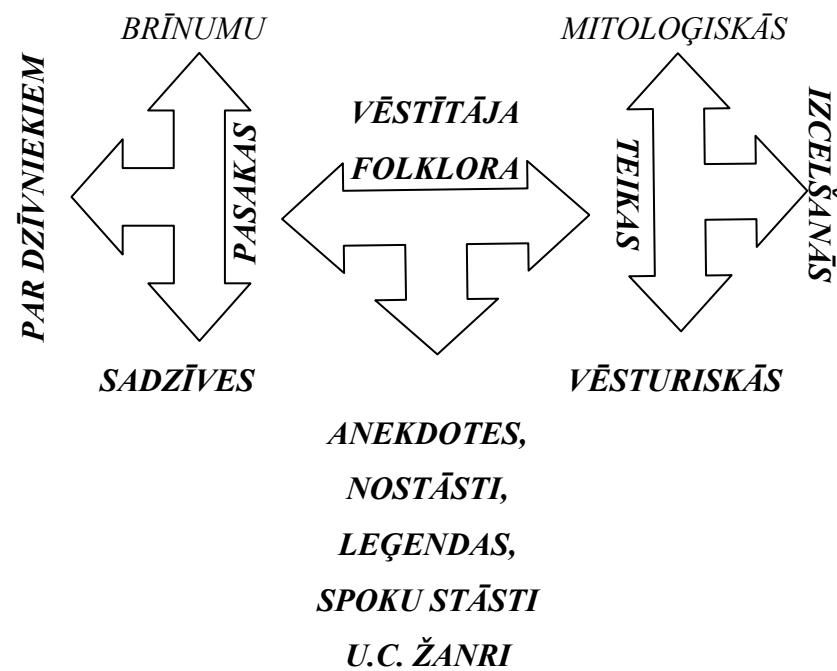 BRĪNUMU
MITOLOĢISKĀS
PAR DZĪVNIEKIEM
PASAKAS
VĒSTĪTĀJA
FOLKLORA
TEIKAS
IZCELŠANĀS
SADZĪVES
VĒSTURISKĀS
ANEKDOTES,
NOSTĀSTI,
LEĢENDAS,
SPOKU STĀSTI
U.C. ŽANRI